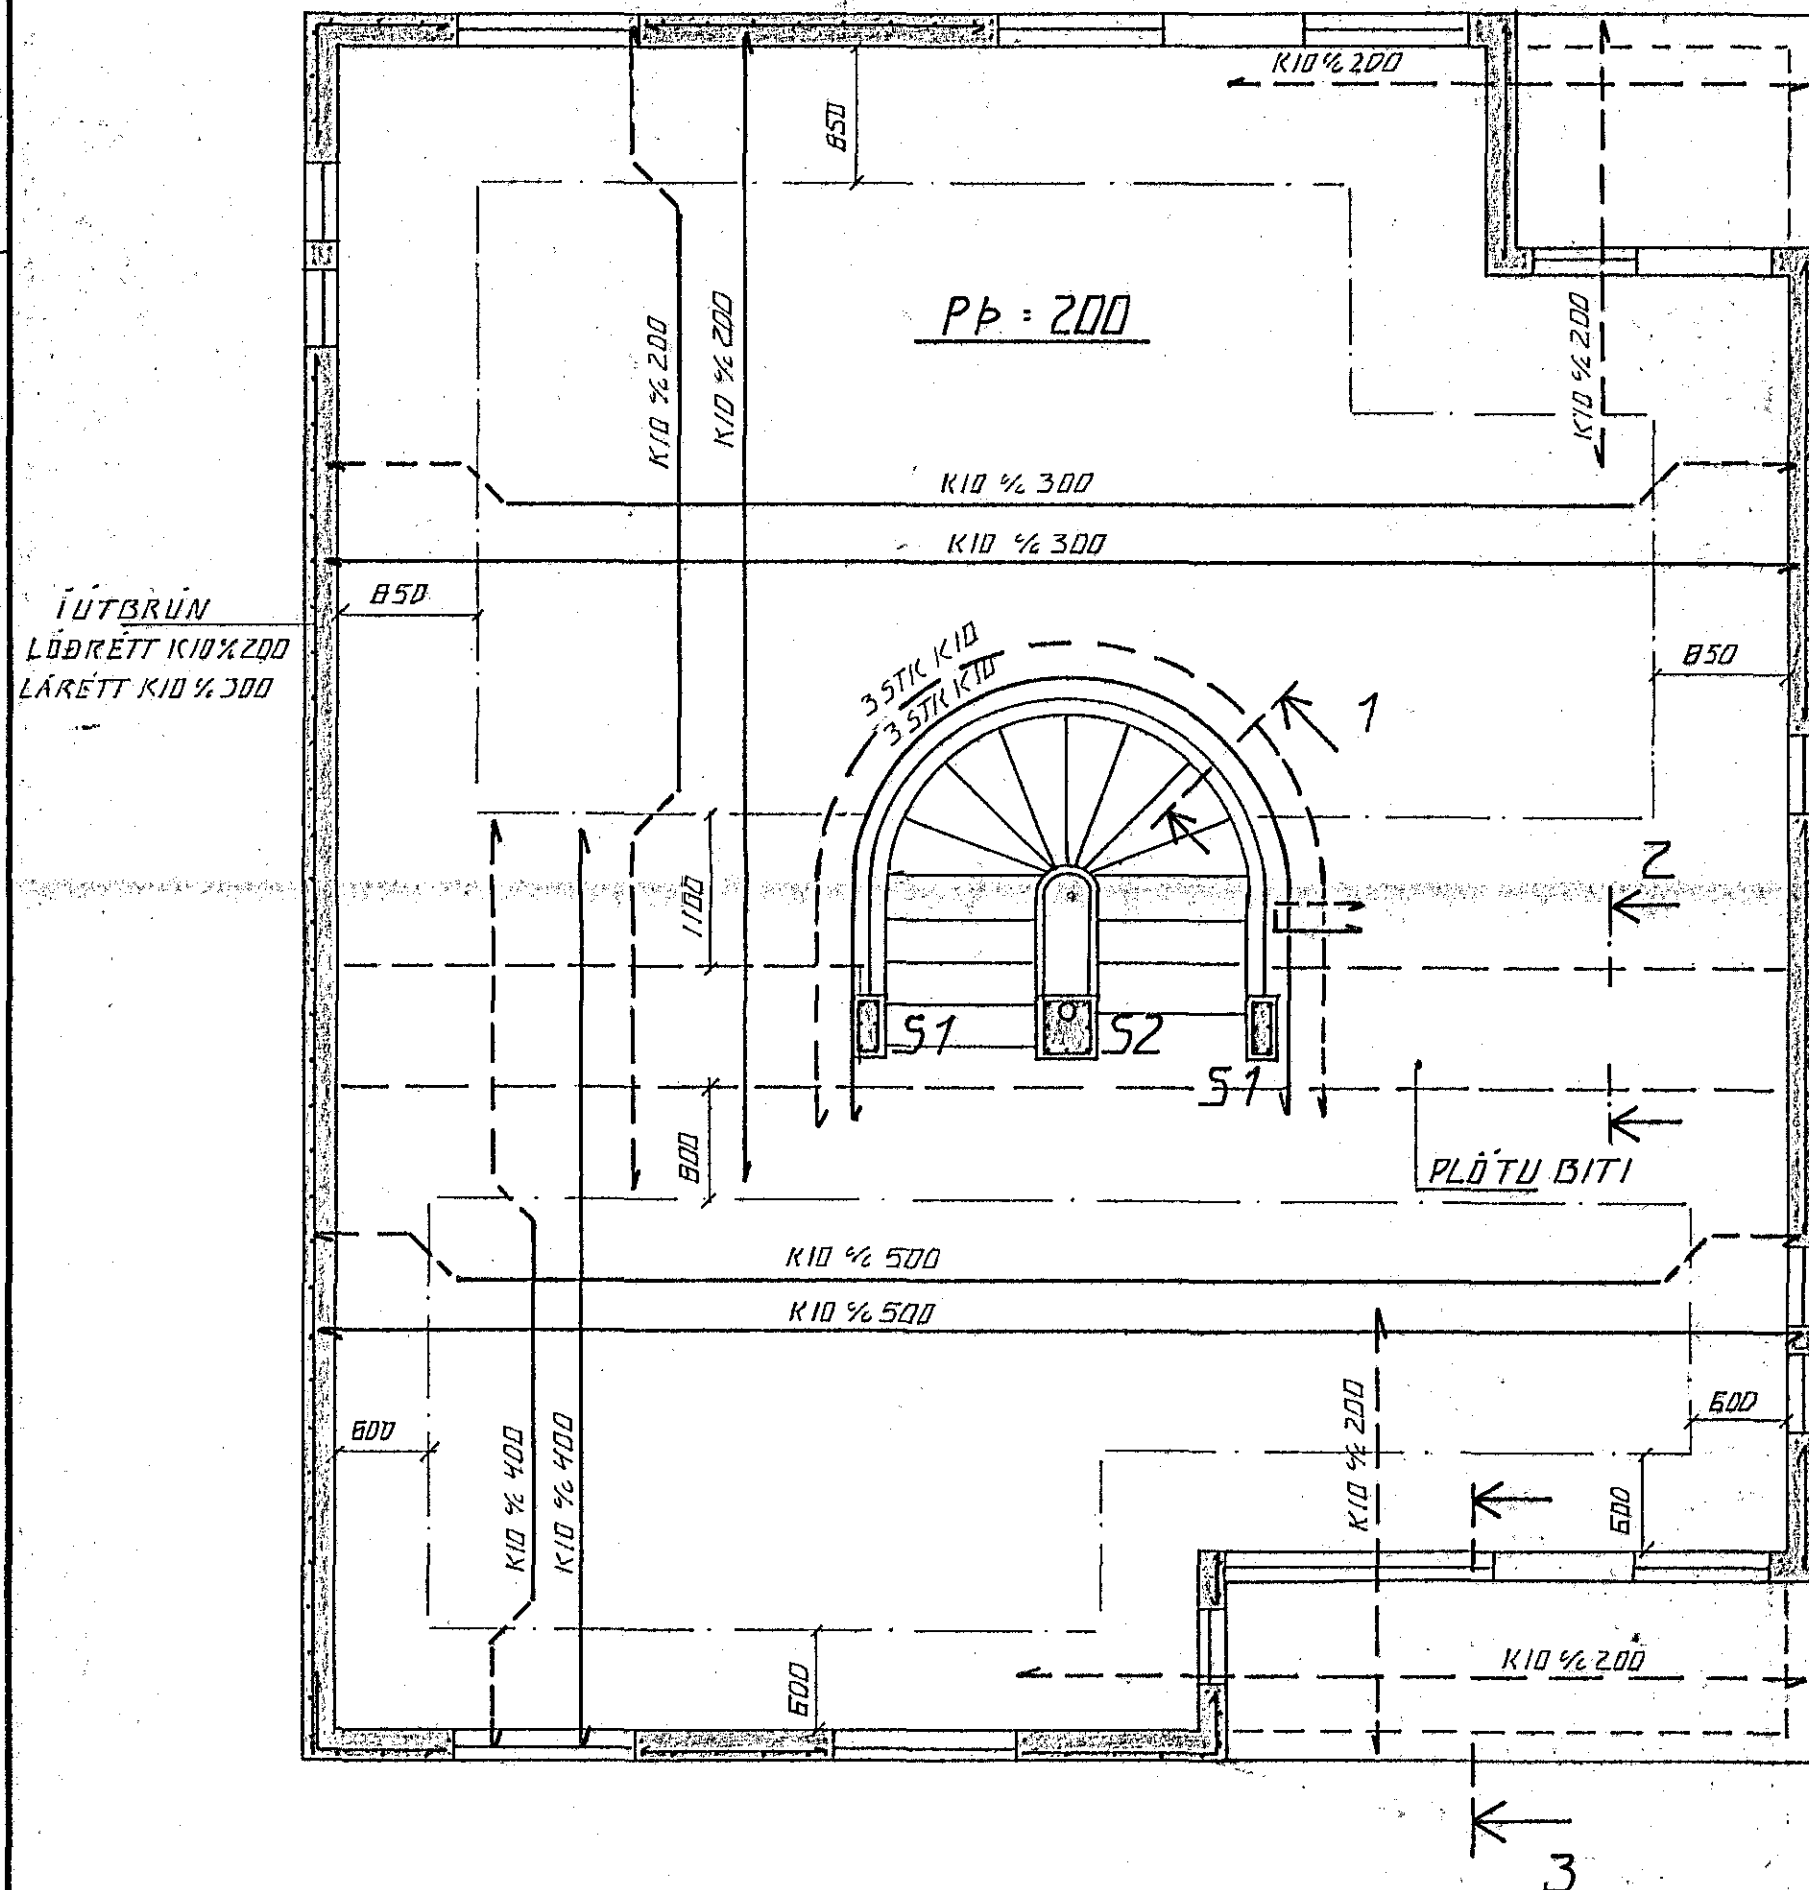 K10 % 200
850
PÞ = 200
K10 % 200
K10 % 200
K10 % 200
K10 % 300
K10 % 300
850
Í ÚTBRÚN
LÓÐRÉTT K10 % 200
LÁRÉTT K10 % 300
850
3 STK K10
3 STK K10
1
2
1100
S1
S2
S1
800
PLÖTU BITI
K10 % 500
K10 % 500
600
600
K10 % 400
K10 % 400
K10 % 200
600
600
K10 % 200
3